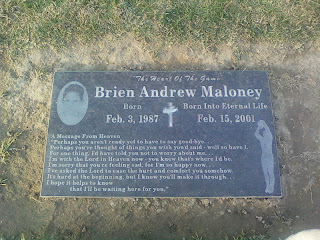 "The Heart Of The Game"
Brien Andrew Maloney
Born Born Into Eternal Life
Feb. 3, 1987 Feb. 15, 2001
A Message From Heaven
"Perhaps you aren't ready yet to have to say good-bye...
Perhaps you've thought of things you wish you'd said - well so have I.
For one thing, I'd have told you not to worry about me...
I'm with the Lord in Heaven now - you know that's where I'd be.
I'm sorry that you're feeling sad, for I'm so happy now...
I've asked the Lord to ease the hurt and comfort you somehow.
It's hard at the beginning, but I know you'll make it through...
I hope it helps to know
that I'll be waiting here for you."